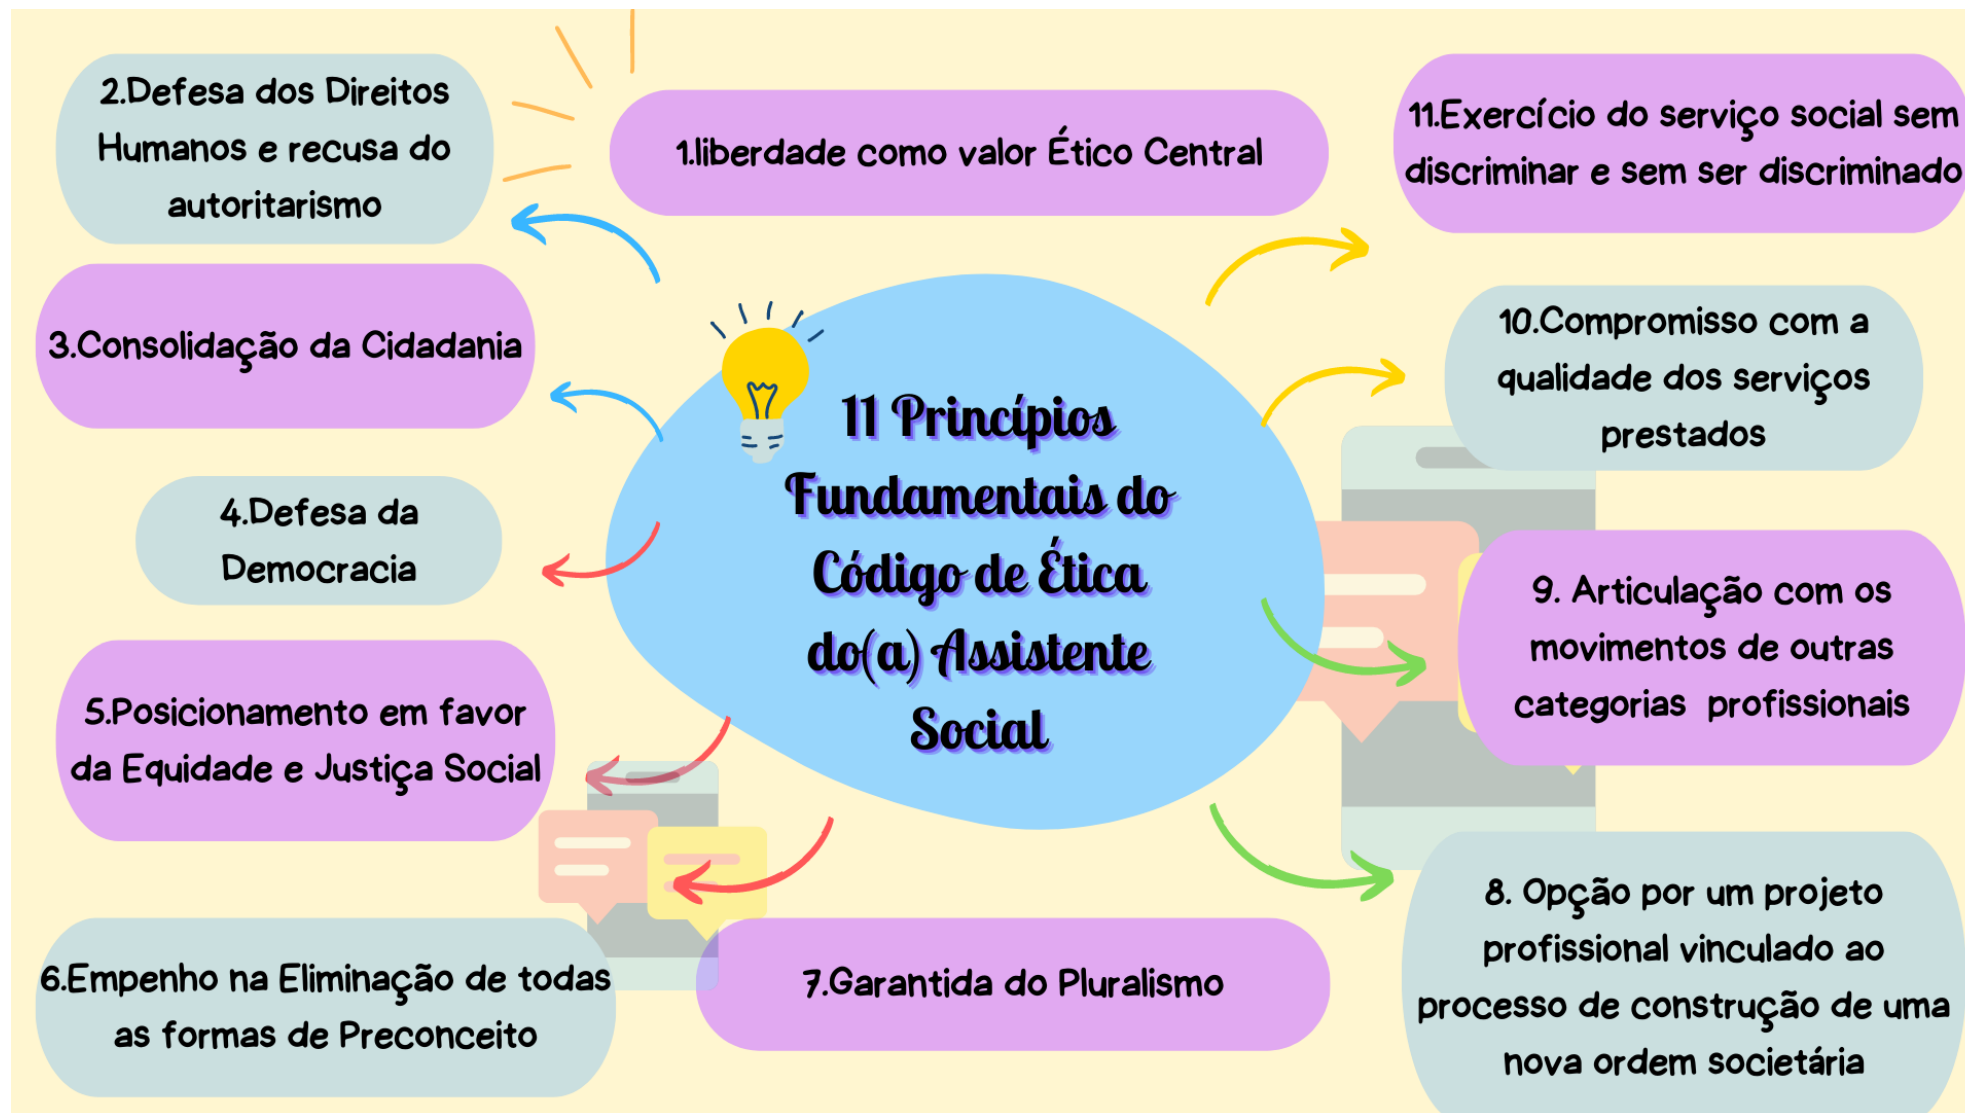 11 Princípios
Fundamentais do
Código de Ética
do(a) Assistente
Social
1.liberdade como valor Ético Central
2.Defesa dos Direitos
Humanos e recusa do
autoritarismo
3.Consolidação da Cidadania
4.Defesa da
Democracia
5.Posicionamento em favor
da Equidade e Justiça Social
6.Empenho na Eliminação de todas
as formas de Preconceito
7.Garantida do Pluralismo
8. Opção por um projeto
profissional vinculado ao
processo de construção de uma
nova ordem societária
9. Articulação com os
movimentos de outras
categorias profissionais
10.Compromisso com a
qualidade dos serviços
prestados
11.Exercício do serviço social sem
discriminar e sem ser discriminado